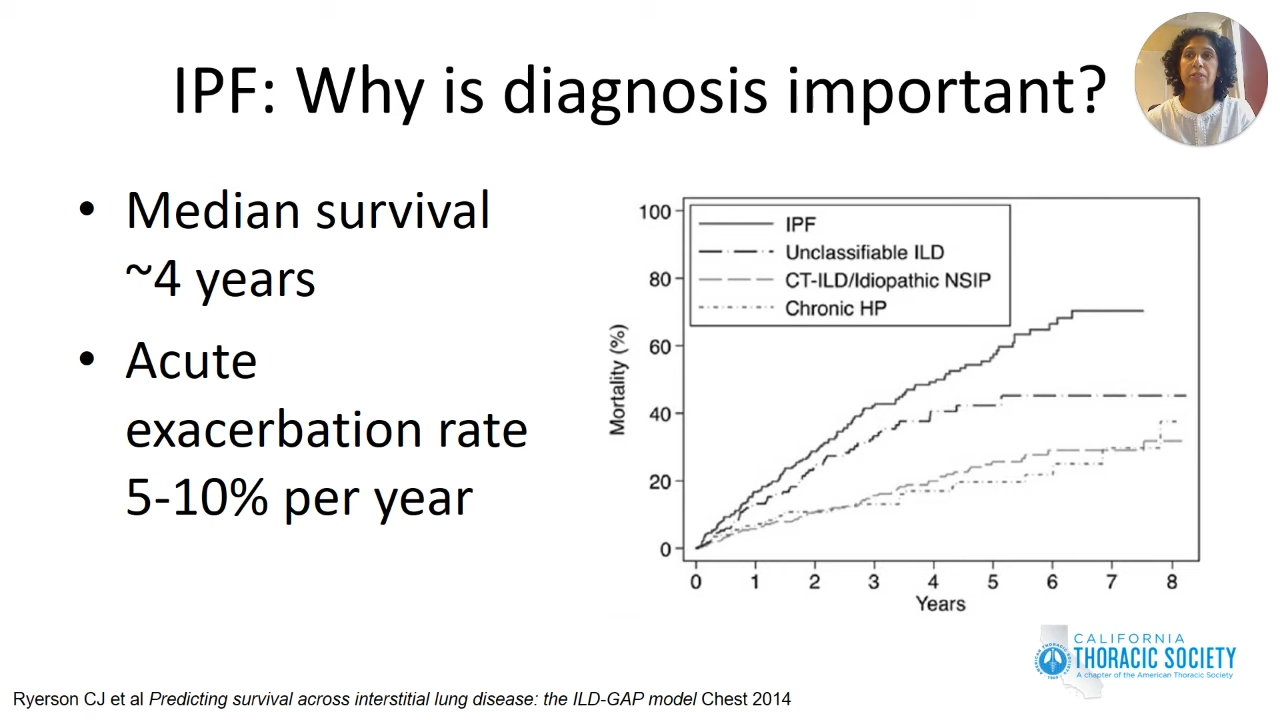 IPF: Why is diagnosis important?
• Median survival
~4 years
• Acute
exacerbation rate
5-10% per year
Mortality (%)
100
80
60
40
20
0
IPF
Unclassifiable ILD
CT-ILD/Idiopathic NSIP
Chronic HP
0 1 2 3 4 5 6 7 8
Years
CALIFORNIA
THORACIC SOCIETY
A chapter of the American Thoracic Society
Ryerson CJ et al Predicting survival across interstitial lung disease: the ILD-GAP model Chest 2014